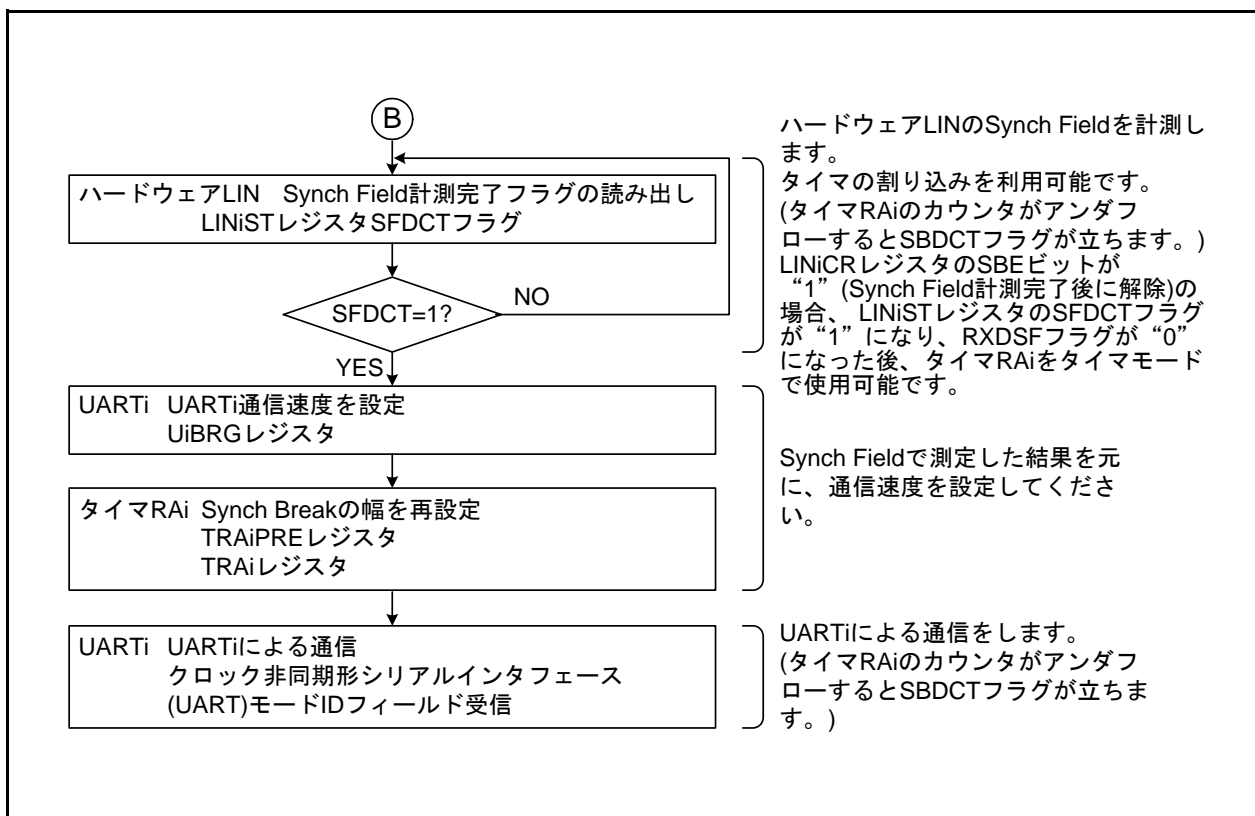 B
ハードウェアLIN Synch Field計測完了フラグの読み出し
LINiSTレジスタSFDCTフラグ
SFDCT=1?
NO
YES
UARTi UARTi通信速度を設定
UiBRGレジスタ
タイマRAi Synch Breakの幅を再設定
TRAiPREレジスタ
TRAiレジスタ
UARTi UARTiによる通信
クロック非同期形シリアルインタフェース
(UART)モードIDフィールド受信
ハードウェアLINのSynch Fieldを計測し
ます。
タイマの割り込みを利用可能です。
(タイマRAiのカウンタがアンダフ
ローするとSBDCTフラグが立ちます。)
LINiCRレジスタのSBEビットが
“1”(Synch Field計測完了後に解除)の
場合、LINiSTレジスタのSFDCTフラグ
が“1”になり、RXDSFフラグが“0”
になった後、タイマRAiをタイマモード
で使用可能です。
Synch Fieldで測定した結果を元
に、通信速度を設定してくださ
い。
UARTiによる通信をします。
(タイマRAiのカウンタがアンダフ
ローするとSBDCTフラグが立ちま
す。)